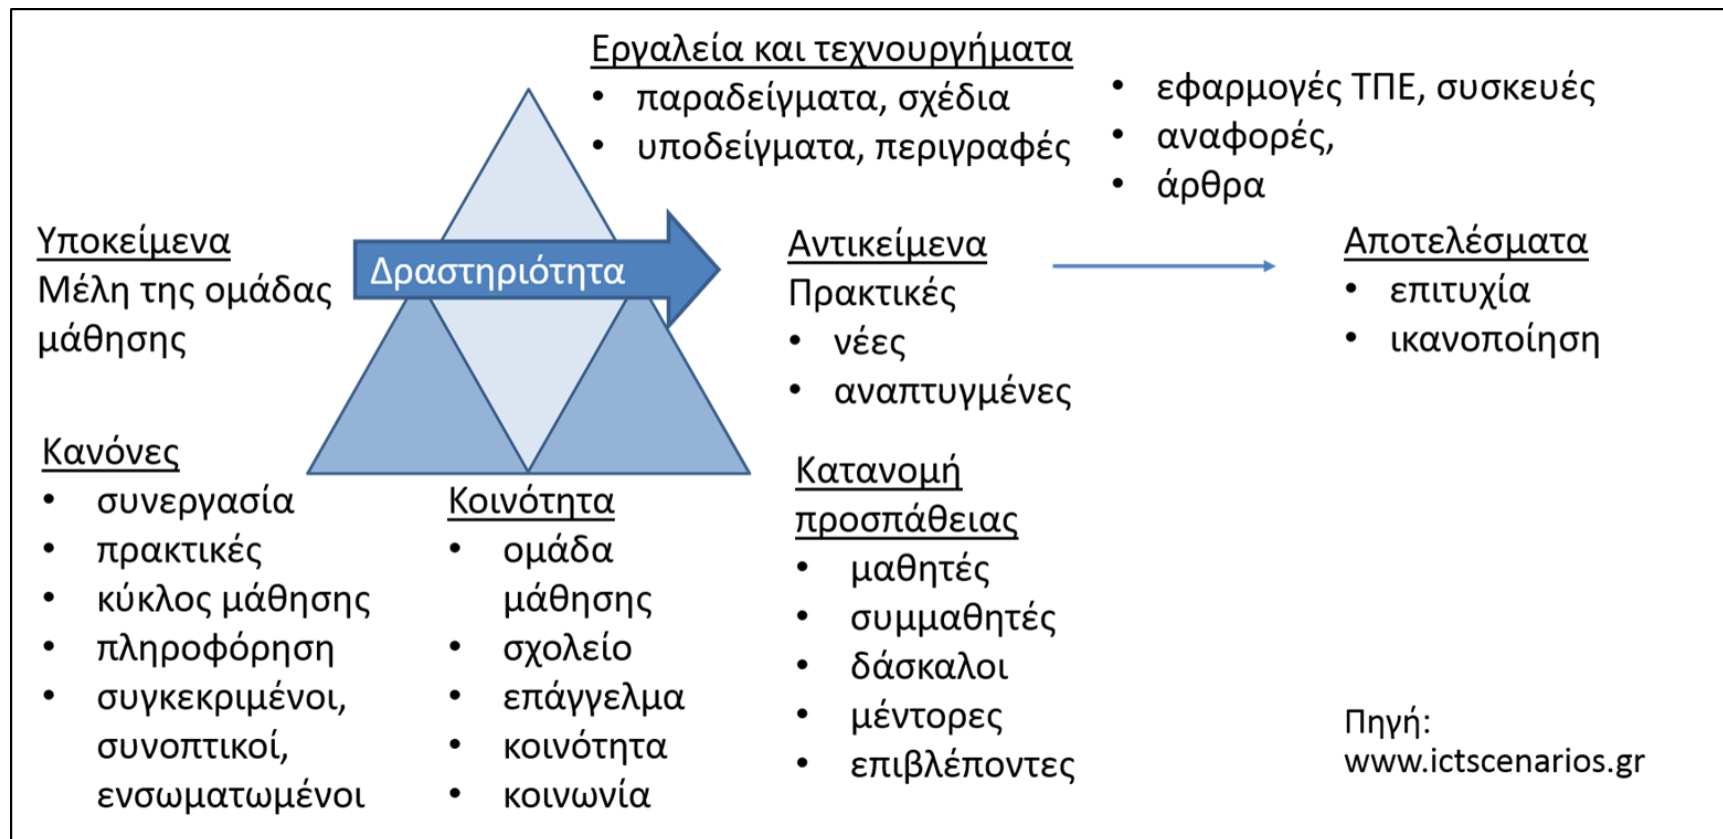 Εργαλεία και τεχνουργήματα
• παραδείγματα, σχέδια
• υποδείγματα, περιγραφές
• εφαρμογές ΤΠΕ, συσκευές
• αναφορές,
• άρθρα
Υποκείμενα
Μέλη της ομάδας
μάθησης
Δραστηριότητα
Αντικείμενα
Πρακτικές
• νέες
• αναπτυγμένες
Αποτελέσματα
• επιτυχία
• ικανοποίηση
Κανόνες
• συνεργασία
• πρακτικές
• κύκλος μάθησης
• πληροφόρηση
• συγκεκριμένοι,
συνοπτικοί,
ενσωματωμένοι
Κοινότητα
• ομάδα
μάθησης
• σχολείο
• επάγγελμα
• κοινότητα
• κοινωνία
Κατανομή
προσπάθειας
• μαθητές
• συμμαθητές
• δάσκαλοι
• μέντορες
• επιβλέποντες
Πηγή:
www.ictscenarios.gr